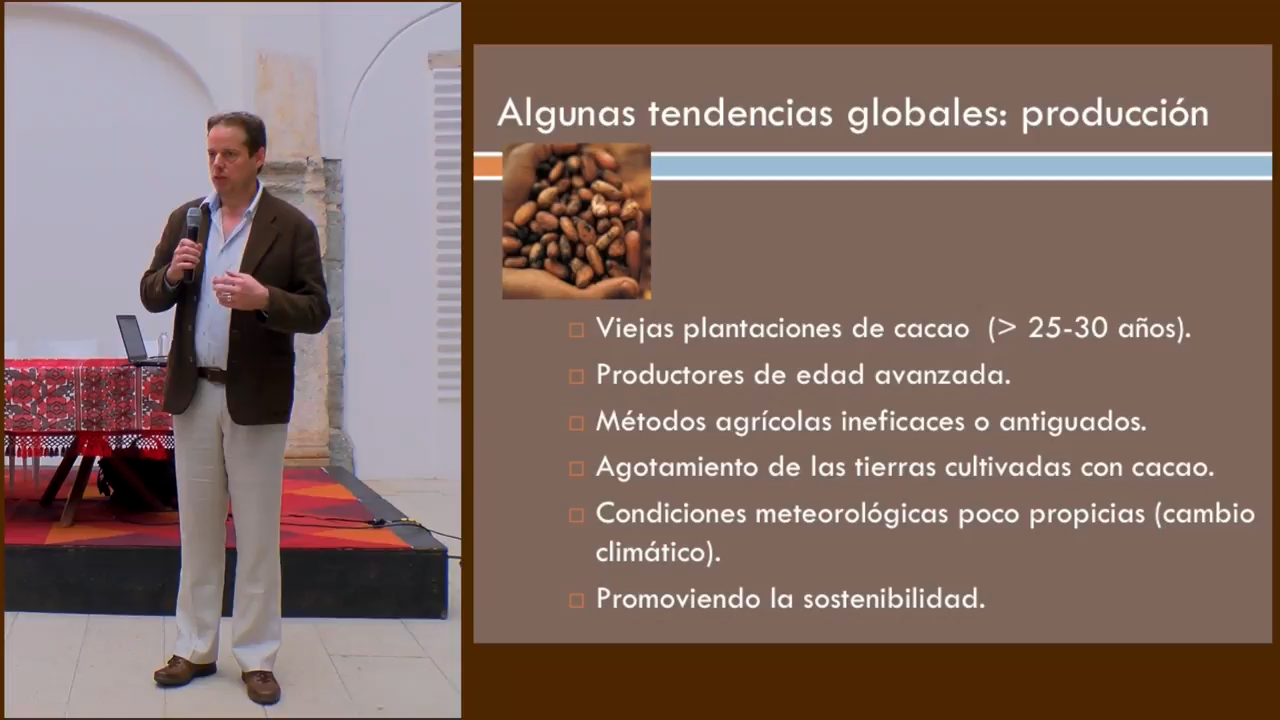 Algunas tendencias globales: producción
Viejas plantaciones de cacao (> 25-30 años).
Productores de edad avanzada.
Métodos agrícolas ineficaces o antiguados.
Agotamiento de las tierras cultivadas con cacao.
Condiciones meteorológicas poco propicias (cambio
climático).
Promoviendo la sostenibilidad.